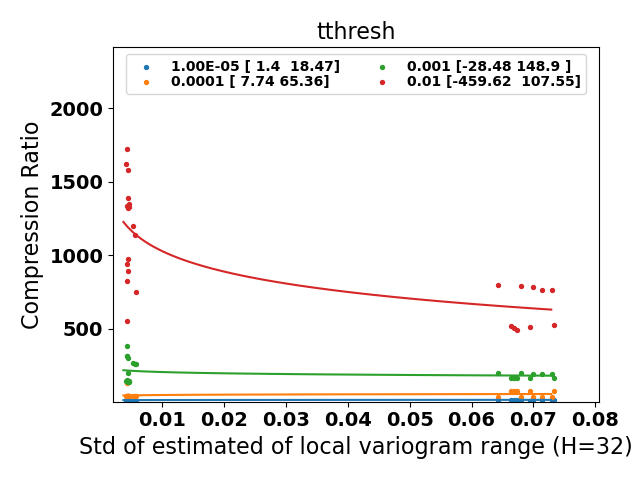 tthresh
1.00E-05 [ 1.4  18.47]
0.0001 [ 7.74 65.36]
0.001 [-28.48 148.9 ]
0.01 [-459.62  107.55]
Compression Ratio
2000
1500
1000
500
0.01 0.02 0.03 0.04 0.05 0.06 0.07 0.08
Std of estimated of local variogram range (H=32)